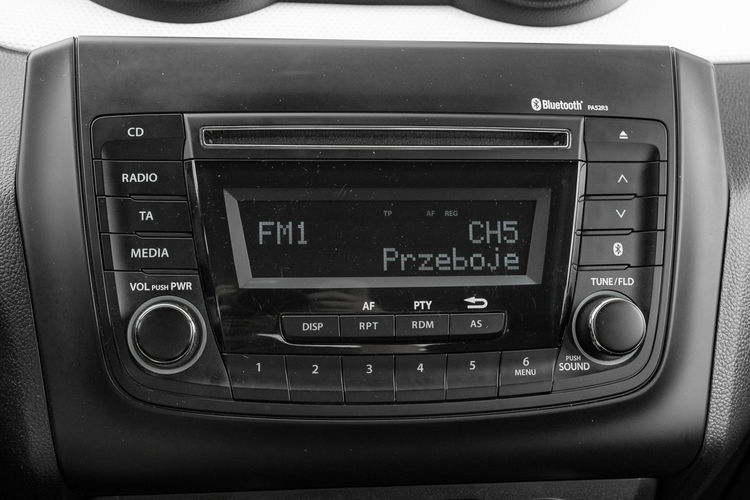 Bluetooth® PA52R3
CD
RADIO
TA
MEDIA
VOL PUSH PWR
TP AF REG
FM1 CH5
Przeboje
AF PTY
DISP RPT RDM AS
1 2 3 4 5 6
MENU
TUNE/FLD
PUSH
SOUND